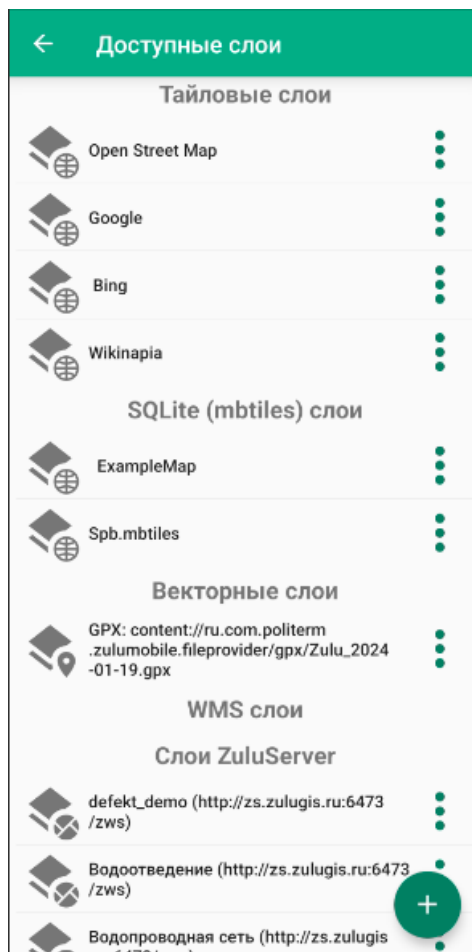 Доступные слои
Тайловые слои
Open Street Map
Google
Bing
Wikinapia
SQLite (mbtiles) слои
ExampleMap
Spb.mbtiles
Векторные слои
GPX: content://ru.com.politerm
.zulumobile.fileprovider/gpx/Zulu_2024
-01-19.gpx
WMS слои
Слои ZuluServer
defekt_demo (http://zs.zulugis.ru:6473
/zws)
Водоотведение (http://zs.zulugis.ru:6473
/zws)
Водопроводная сеть (http://zs.zulugis